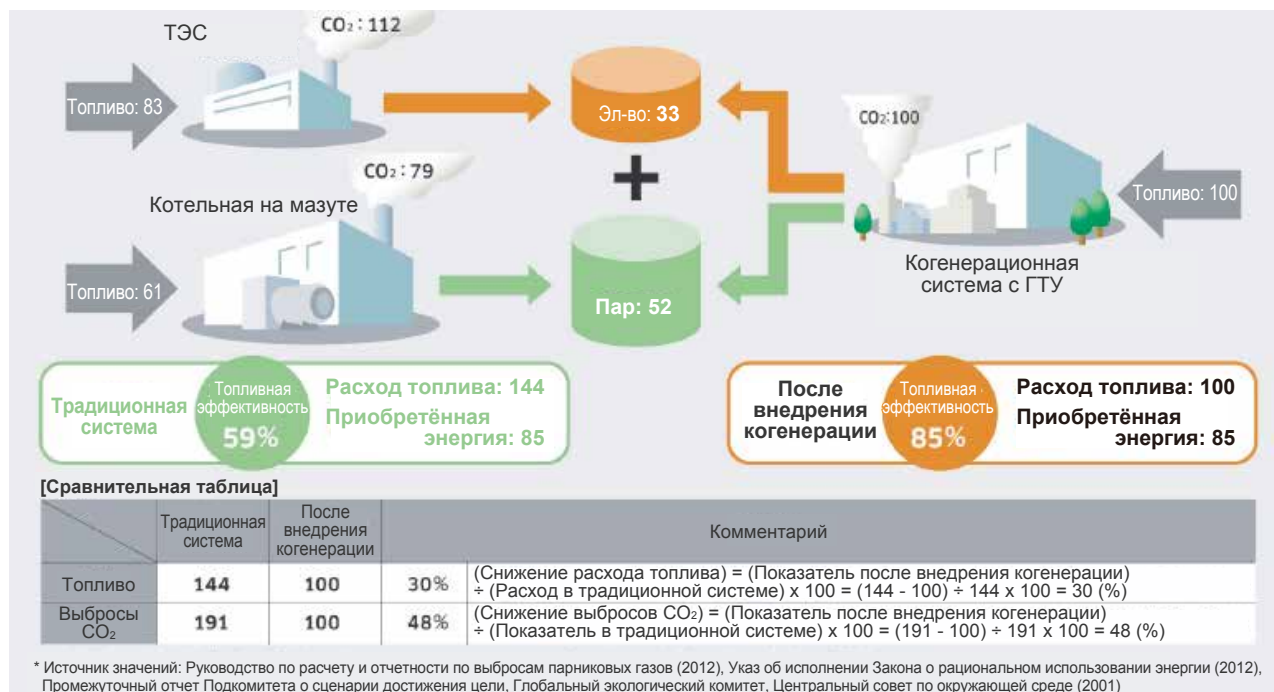 ТЭС
CO₂: 112
Топливо: 83
Эл-во: 33
CO₂:100
CO₂: 79
+
Топливо: 100
Котельная на мазуте
Когенерационная
система с ГТУ
Топливо: 61
Пар: 52
Традиционная
система
Топливная
эффективность
59%
Расход топлива: 144
Приобретённая
энергия: 85
После
внедрения
когенерации
Топливная
эффективность
85%
Расход топлива: 100
Приобретённая
энергия: 85
[Сравнительная таблица]
Традиционная
система
После
внедрения
когенерации
Комментарий
Топливо
144
100
30%
(Снижение расхода топлива) = (Показатель после внедрения когенерации)
÷ (Расход в традиционной системе) x 100 = (144 - 100) ÷ 144 x 100 = 30 (%)
Выбросы
CO₂
191
100
48%
(Снижение выбросов CO₂) = (Показатель после внедрения когенерации)
÷ (Показатель в традиционной системе) x 100 = (191 - 100) ÷ 191 x 100 = 48 (%)
* Источник значений: Руководство по расчету и отчетности по выбросам парниковых газов (2012), Указ об исполнении Закона о рациональном использовании энергии (2012),
Промежуточный отчет Подкомитета о сценарии достижения цели, Глобальный экологический комитет, Центральный совет по окружающей среде (2001)